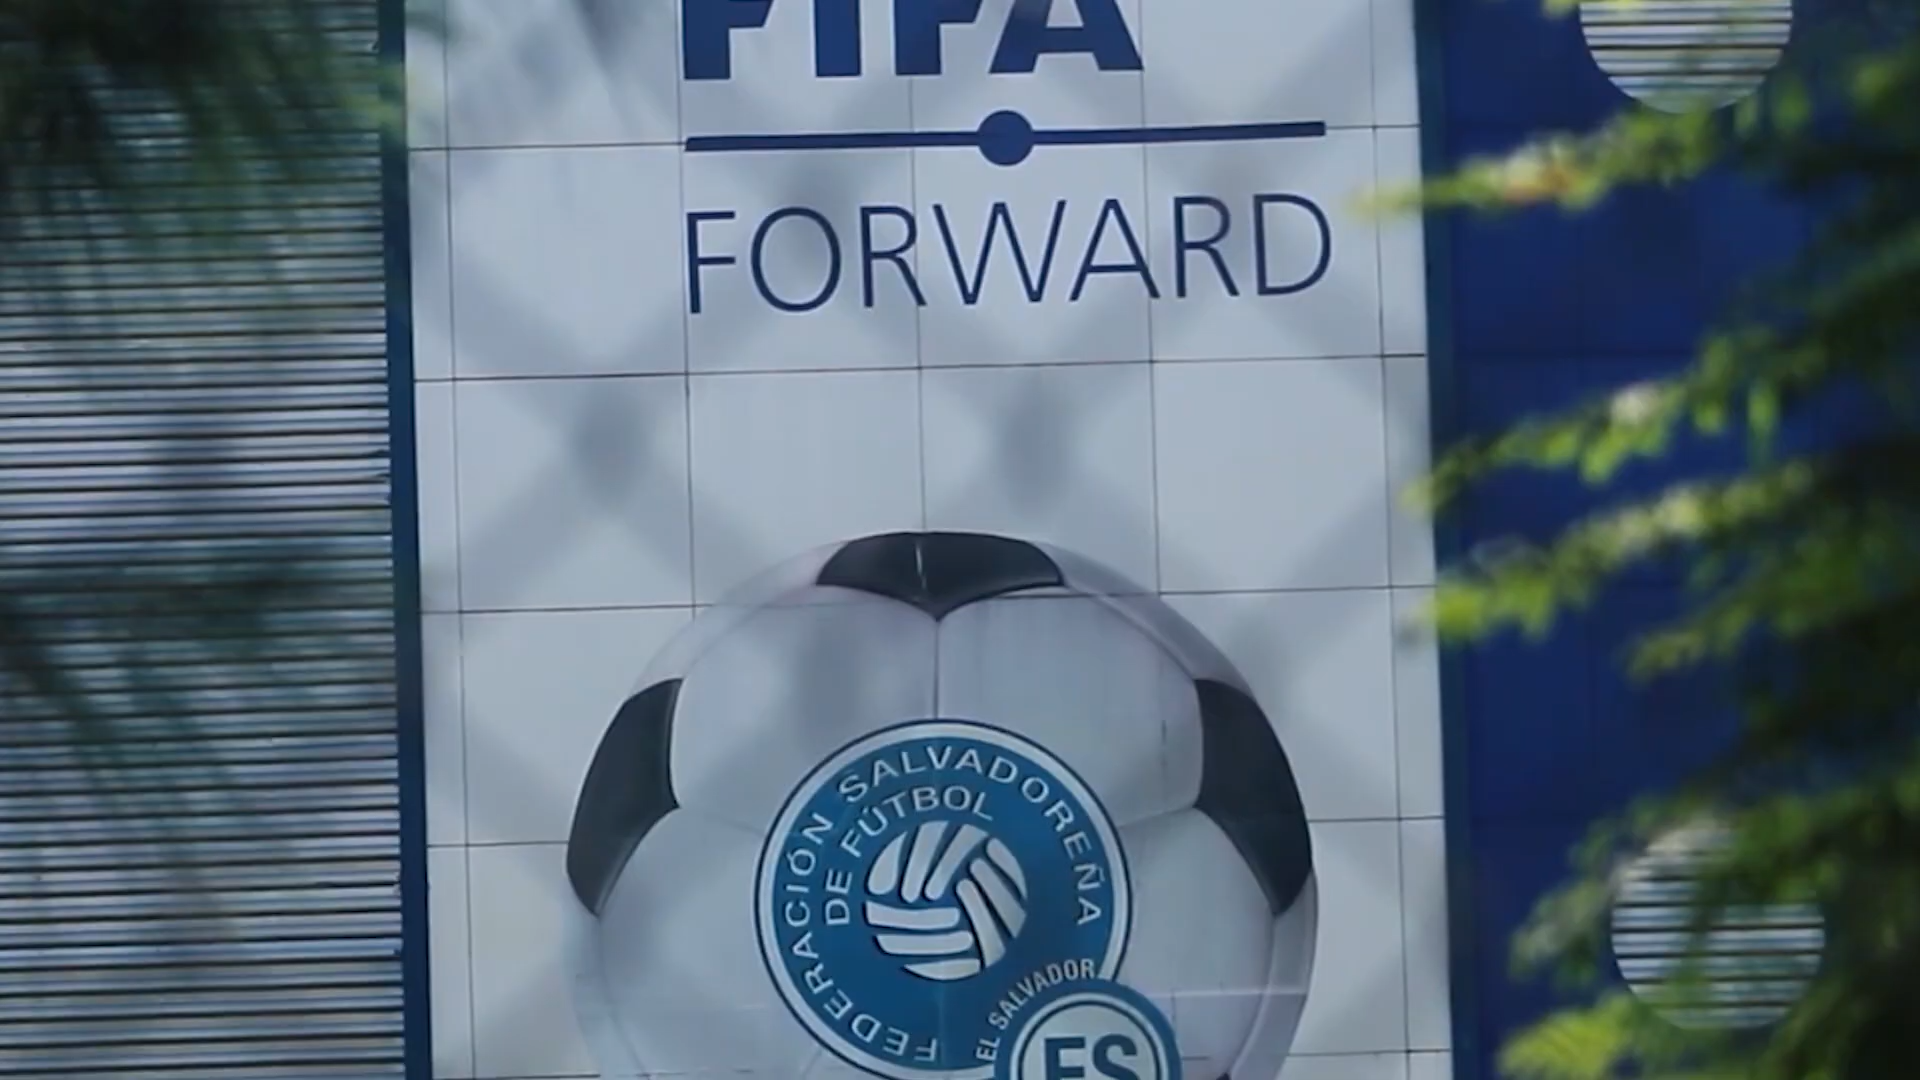 FIFA
FORWARD
FEDERACIÓN SALVADOREÑA
DE FÚTBOL
EL SALVADOR
ES